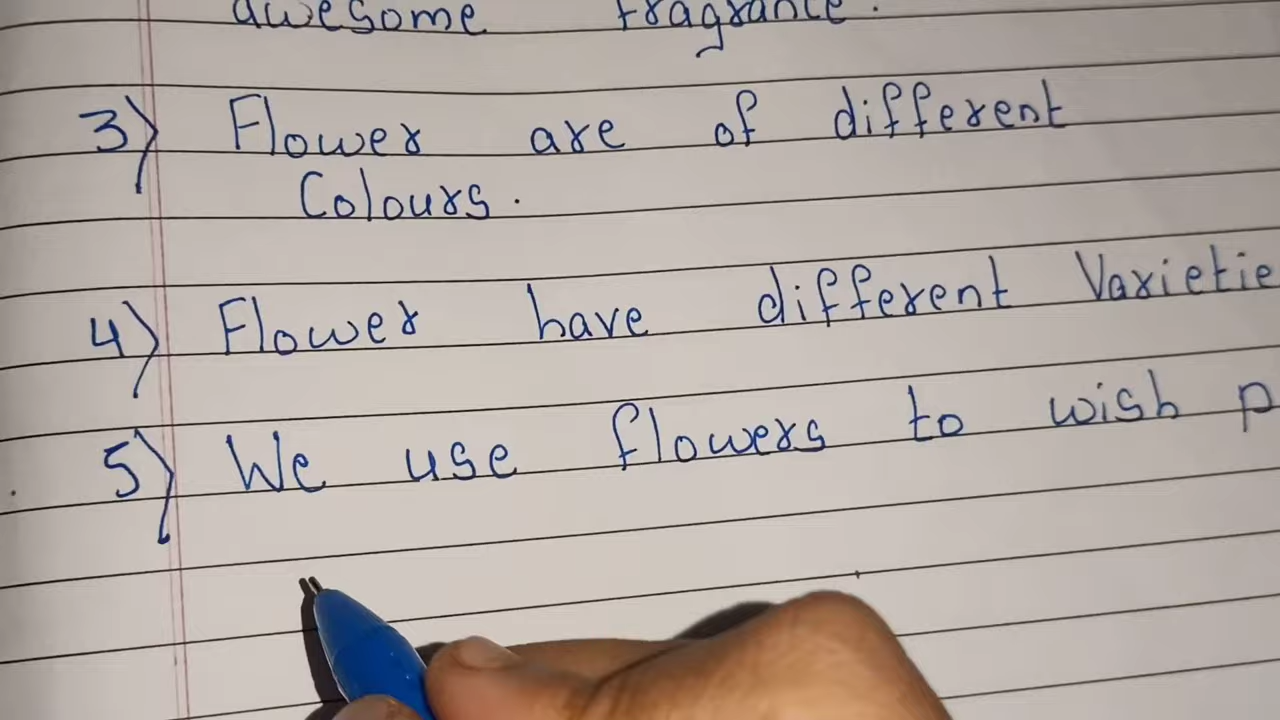 awesome fragrance.
3) Flower are of different
Colours.
4) Flower have different Varietie
5) We use flowers to wish p